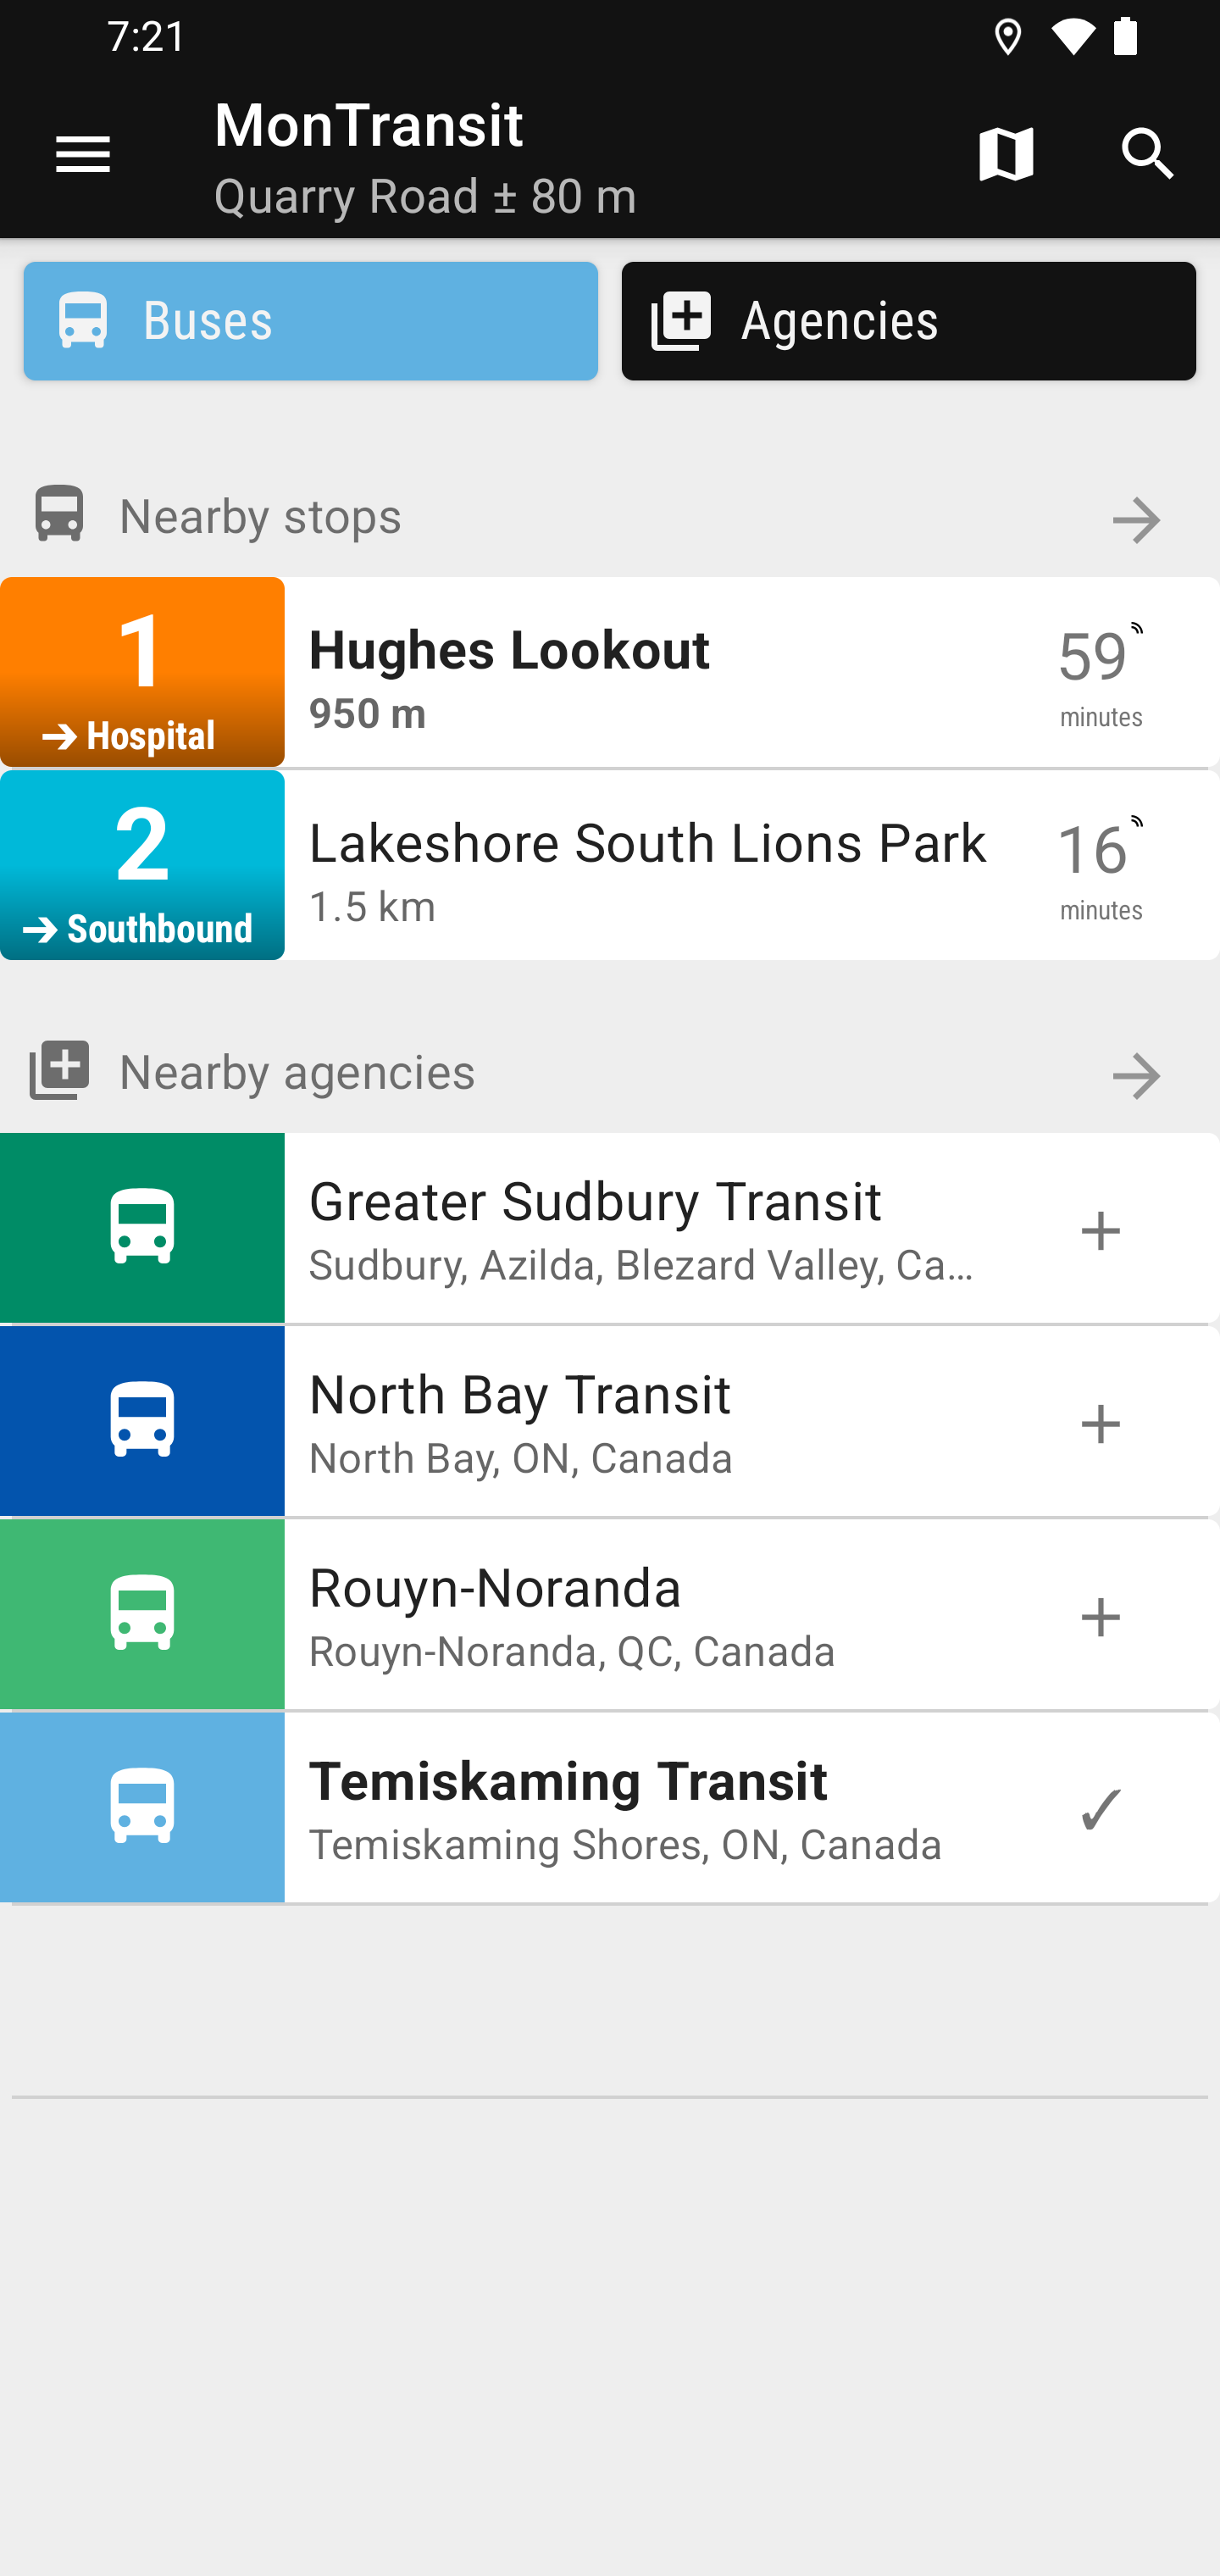 7:21
MonTransit
Quarry Road ± 80 m
Buses
Agencies
Nearby stops
1
➔ Hospital
Hughes Lookout
950 m
59
minutes
2
➔ Southbound
Lakeshore South Lions Park
1.5 km
16
minutes
Nearby agencies
Greater Sudbury Transit
Sudbury, Azilda, Blezard Valley, Ca…
North Bay Transit
North Bay, ON, Canada
Rouyn-Noranda
Rouyn-Noranda, QC, Canada
Temiskaming Transit
Temiskaming Shores, ON, Canada